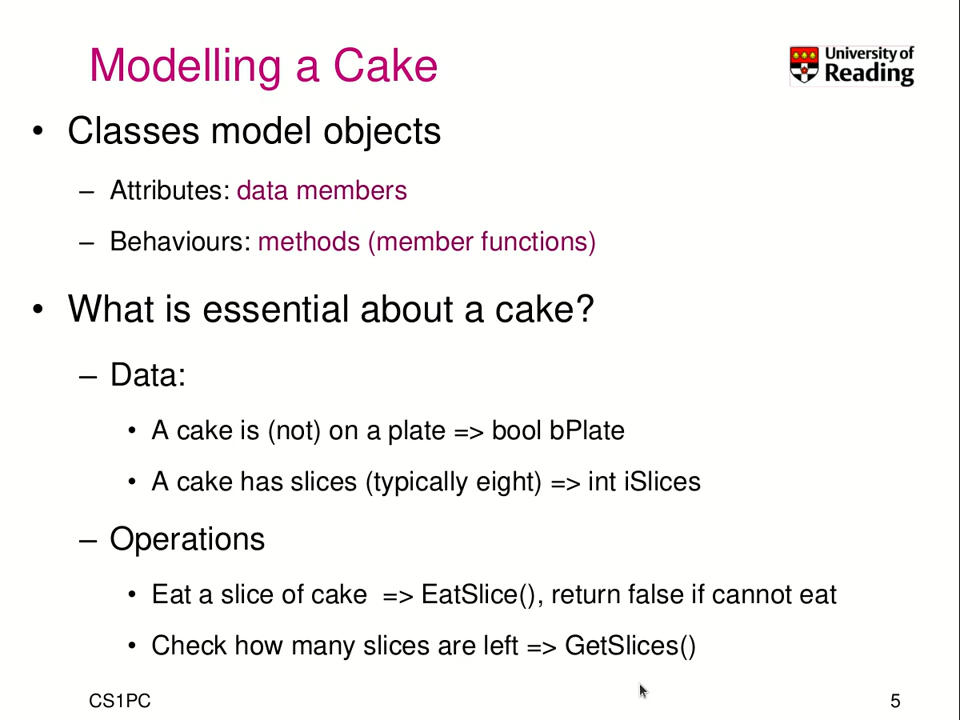 Modelling a Cake
University of
Reading
• Classes model objects
– Attributes: data members
– Behaviours: methods (member functions)
• What is essential about a cake?
– Data:
• A cake is (not) on a plate => bool bPlate
• A cake has slices (typically eight) => int iSlices
– Operations
• Eat a slice of cake  => EatSlice(), return false if cannot eat
• Check how many slices are left => GetSlices()
CS1PC
5